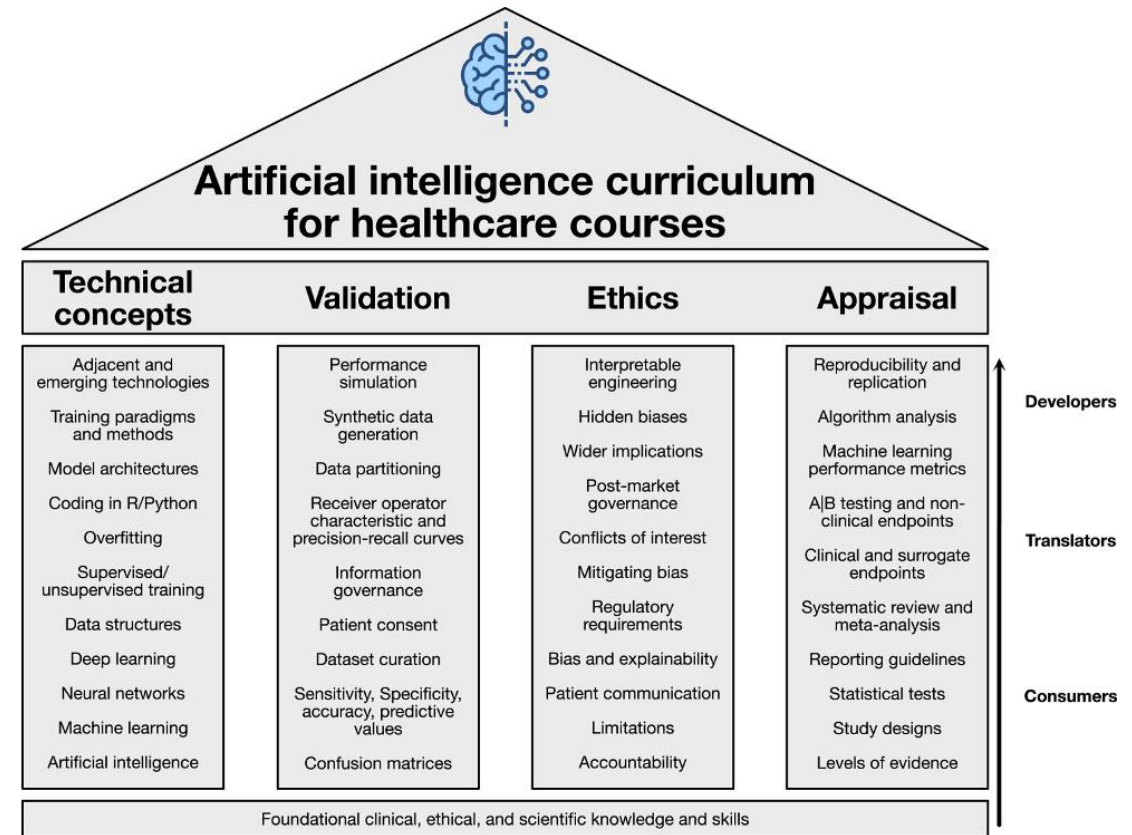 Artificial intelligence curriculum
for healthcare courses
Technical
concepts
Validation
Ethics
Appraisal
Adjacent and
emerging technologies
Training paradigms
and methods
Model architectures
Coding in R/Python
Overfitting
Supervised/
unsupervised training
Data structures
Deep learning
Neural networks
Machine learning
Artificial intelligence
Performance
simulation
Synthetic data
generation
Data partitioning
Receiver operator
characteristic and
precision-recall curves
Information
governance
Patient consent
Dataset curation
Sensitivity, Specificity,
accuracy, predictive
values
Confusion matrices
Interpretable
engineering
Hidden biases
Wider implications
Post-market
governance
Conflicts of interest
Mitigating bias
Regulatory
requirements
Bias and explainability
Patient communication
Limitations
Accountability
Reproducibility and
replication
Algorithm analysis
Machine learning
performance metrics
A|B testing and non-
clinical endpoints
Clinical and surrogate
endpoints
Systematic review and
meta-analysis
Reporting guidelines
Statistical tests
Study designs
Levels of evidence
Developers
Translators
Consumers
Foundational clinical, ethical, and scientific knowledge and skills